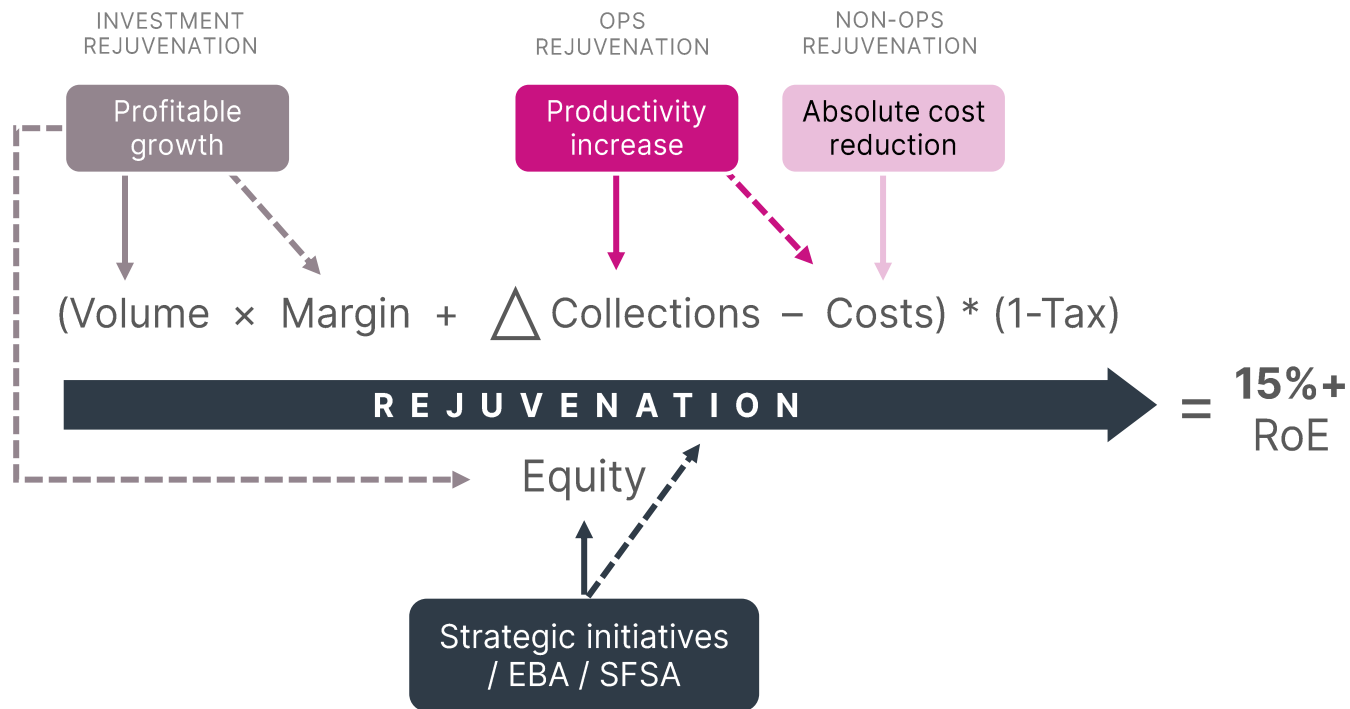 INVESTMENT
REJUVENATION
OPS
REJUVENATION
NON-OPS
REJUVENATION
Profitable
growth
Productivity
increase
Absolute cost
reduction
(Volume × Margin + △ Collections – Costs) * (1-Tax)
REJUVENATION
= 15%+
RoE
Equity
Strategic initiatives
/ EBA / SFSA